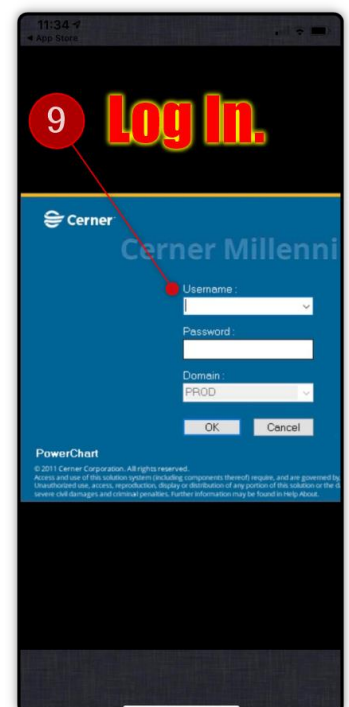 11:34
◀ App Store
9
Log In.
Cerner
Cerner Millenni
Username :
Password :
Domain :
PROD
OK Cancel
PowerChart
© 2011 Cerner Corporation. All rights reserved.
Access and use of this solution system (including components thereof) require, and are governed by,
Unauthorized use, access, reproduction, display or distribution of any portion of this solution or the
severe civil damages and criminal penalties. Further information may be found in Help About.